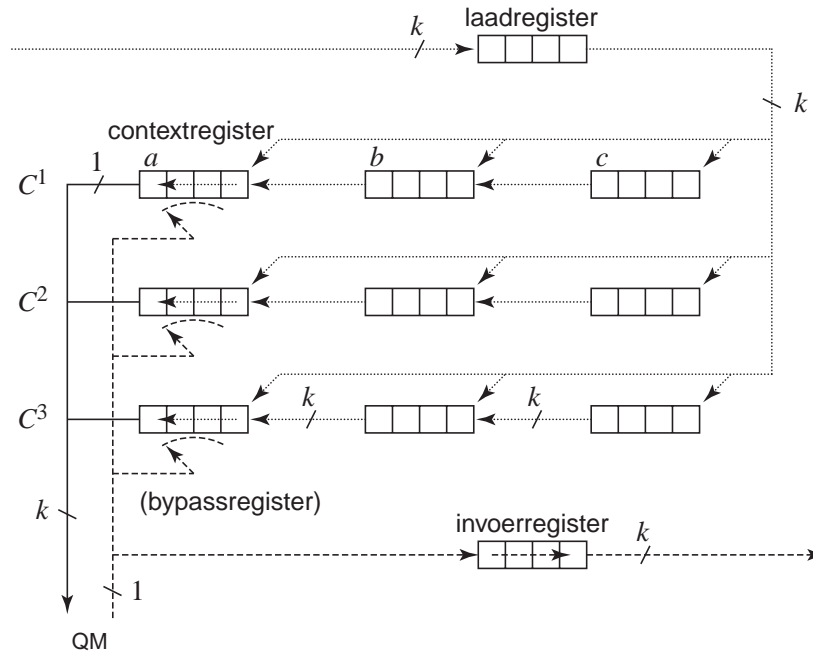 laadregister
k
k
contextregister
1
a
b
c
C¹
C²
C³
k
k
(bypassregister)
k
invoerregister
k
1
QM